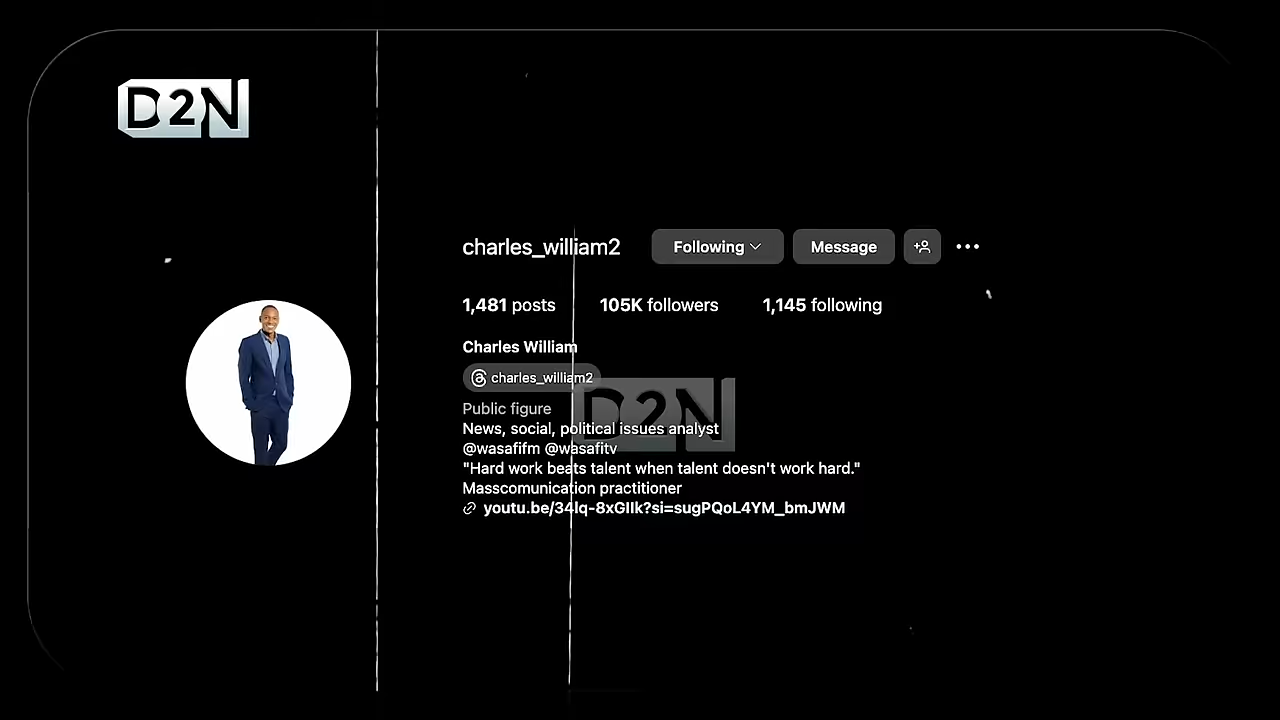 D2N
charles_william2 Following Message
1,481 posts 105K followers 1,145 following
Charles William
charles_william2
D2N
Public figure
News, social, political issues analyst
@wasafifm @wasafitv
"Hard work beats talent when talent doesn't work hard."
Masscomunication practitioner
youtu.be/34lq-8xGIIk?si=sugPQoL4YM_bmJWM